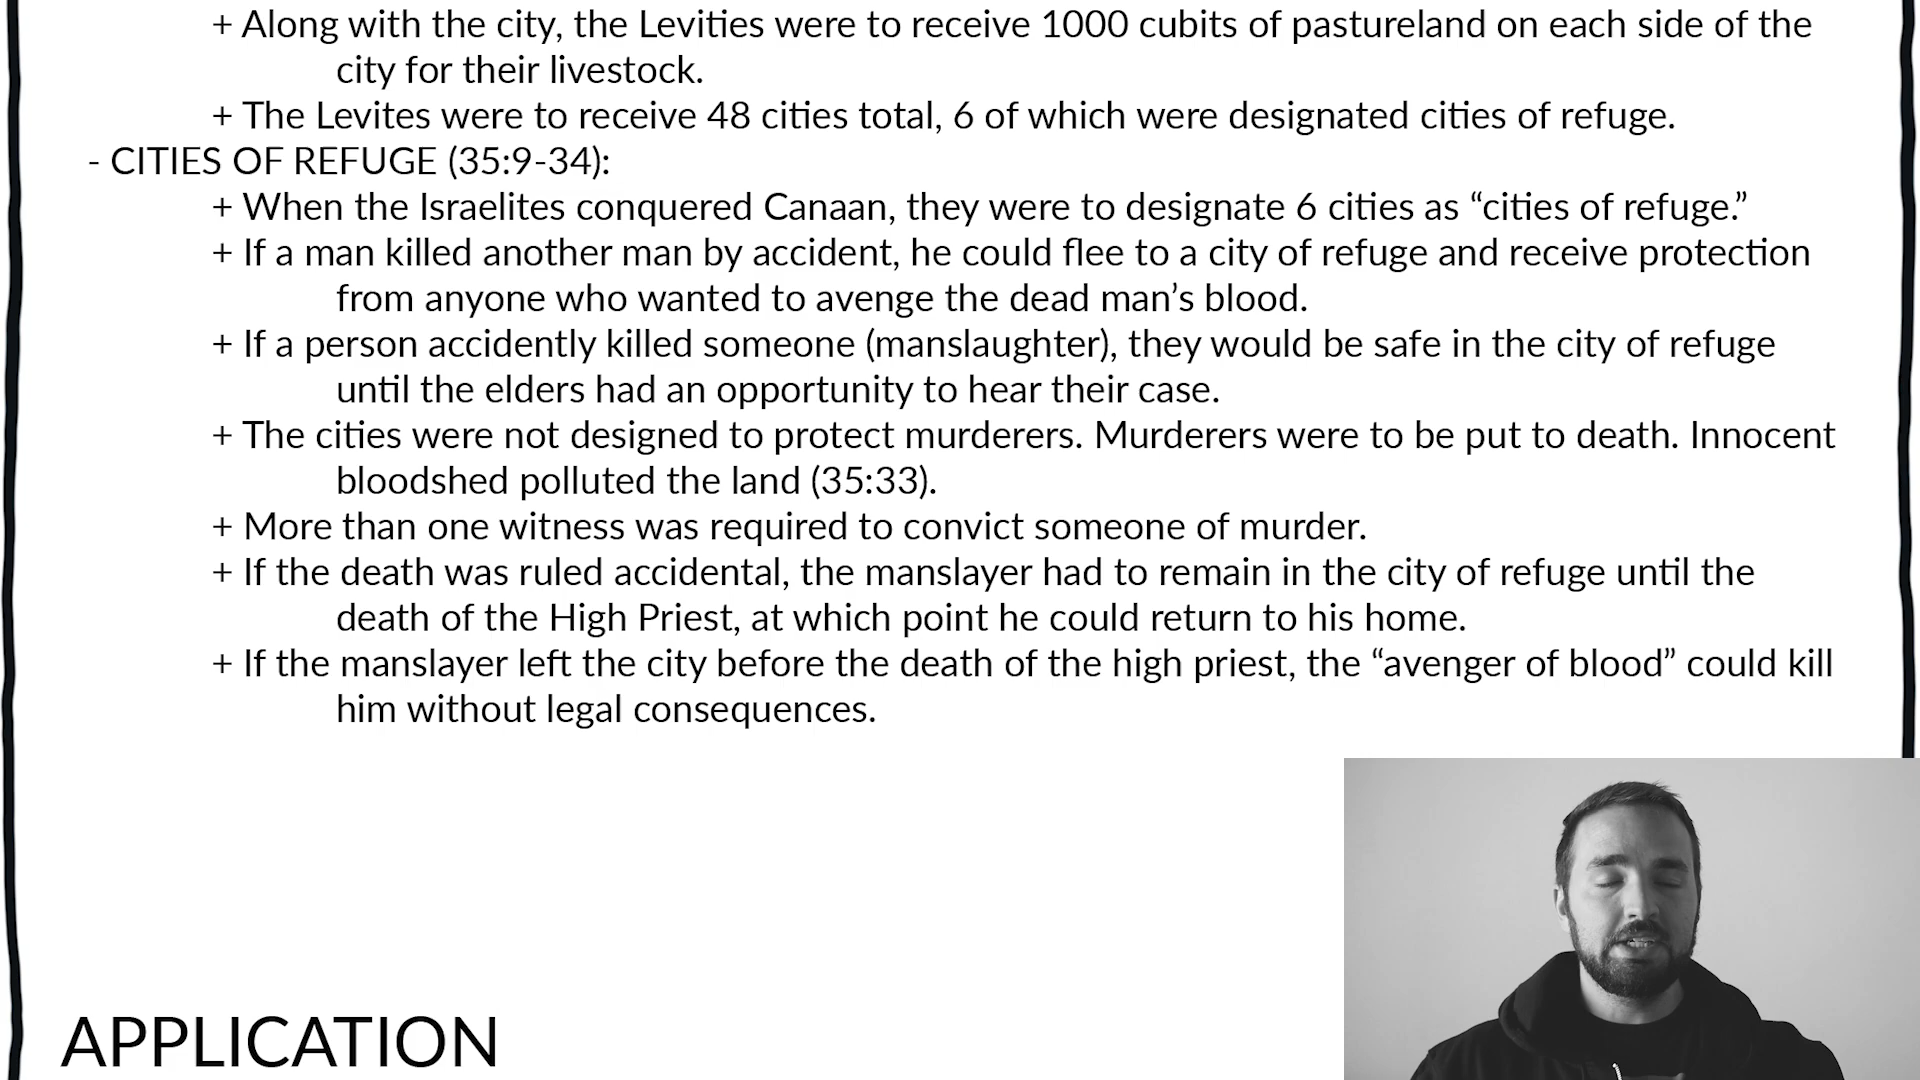 + Along with the city, the Levities were to receive 1000 cubits of pastureland on each side of the
city for their livestock.
+ The Levites were to receive 48 cities total, 6 of which were designated cities of refuge.
- CITIES OF REFUGE (35:9-34):
+ When the Israelites conquered Canaan, they were to designate 6 cities as “cities of refuge.”
+ If a man killed another man by accident, he could flee to a city of refuge and receive protection
from anyone who wanted to avenge the dead man’s blood.
+ If a person accidently killed someone (manslaughter), they would be safe in the city of refuge
until the elders had an opportunity to hear their case.
+ The cities were not designed to protect murderers. Murderers were to be put to death. Innocent
bloodshed polluted the land (35:33).
+ More than one witness was required to convict someone of murder.
+ If the death was ruled accidental, the manslayer had to remain in the city of refuge until the
death of the High Priest, at which point he could return to his home.
+ If the manslayer left the city before the death of the high priest, the “avenger of blood” could kill
him without legal consequences.
APPLICATION